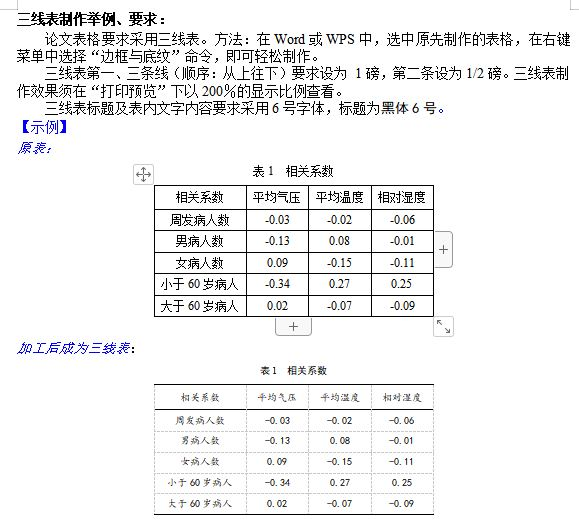 三线表制作举例、要求：
论文表格要求采用三线表。方法：在 Word 或 WPS 中，选中原先制作的表格，在右键
菜单中选择“边框与底纹”命令，即可轻松制作。
三线表第一、三条线（顺序：从上往下）要求设为 1 磅，第二条设为 1/2 磅。三线表制
作效果须在“打印预览”下以 200%的显示比例查看。
三线表标题及表内文字内容要求采用 6 号字体，标题为黑体 6 号。
【示例】
原表：
表 1 相关系数
相关系数 平均气压 平均温度 相对湿度
周发病人数 -0.03 -0.02 -0.06
男病人数 -0.13 0.08 -0.01
女病人数 0.09 -0.15 -0.11
小于 60 岁病人 -0.34 0.27 0.25
大于 60 岁病人 0.02 -0.07 -0.09
加工后成为三线表：
表 1 相关系数
相关系数 平均气压 平均湿度 相对湿度
周发病人数 -0.03 -0.02 -0.06
男病人数 -0.13 0.08 -0.01
女病人数 0.09 -0.15 -0.11
小于 60 岁病人 -0.34 0.27 0.25
大于 60 岁病人 0.02 -0.07 -0.09